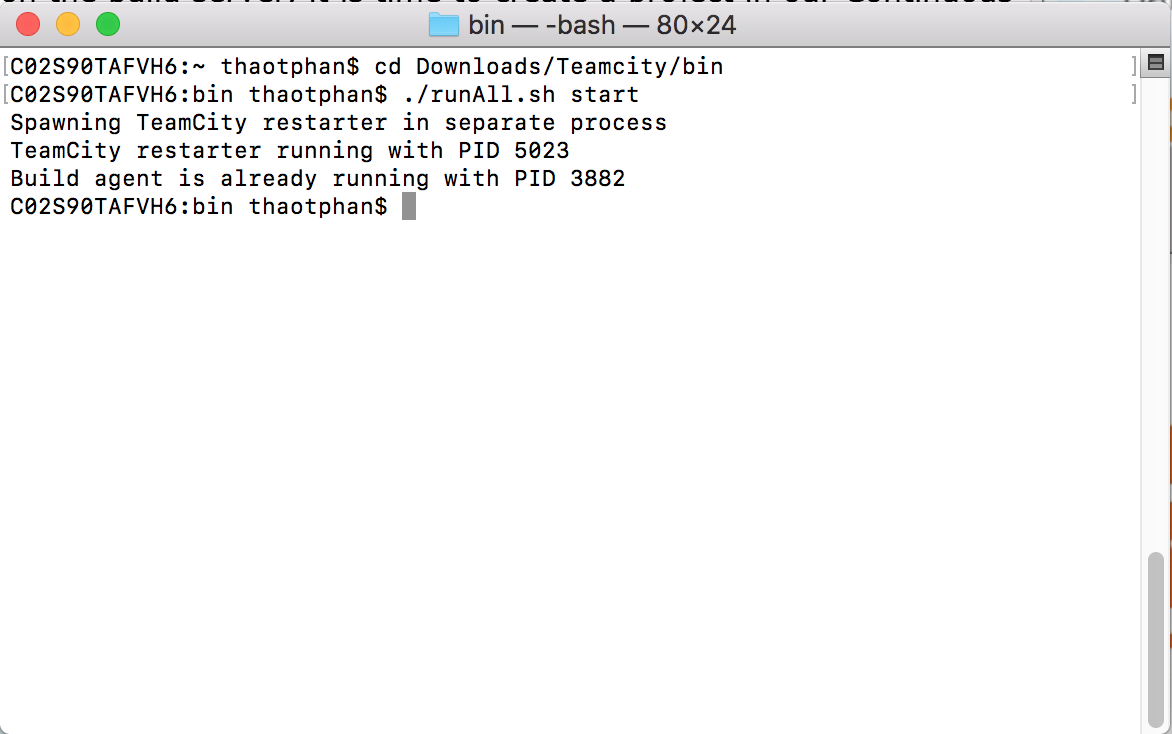 bin — -bash — 80×24
[C02S90TAFVH6:~ thaotphan$ cd Downloads/Teamcity/bin ]
[C02S90TAFVH6:bin thaotphan$ ./runAll.sh start ]
Spawning TeamCity restarter in separate process
TeamCity restarter running with PID 5023
Build agent is already running with PID 3882
C02S90TAFVH6:bin thaotphan$